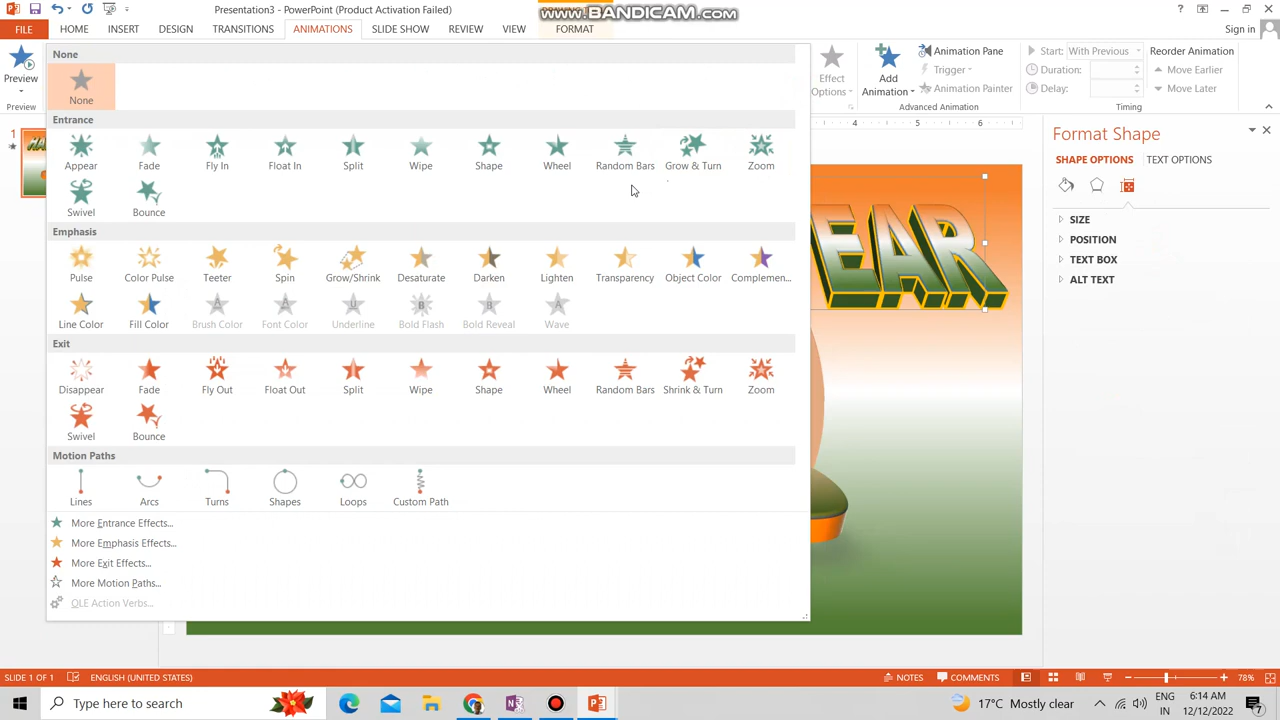 Presentation3 - PowerPoint (Product Activation Failed)
www.BANDICAM.com
? 
FILE HOME INSERT DESIGN TRANSITIONS ANIMATIONS SLIDE SHOW REVIEW VIEW FORMAT Sign in
Preview
Preview
None
None
Entrance
Appear Fade Fly In Float In Split Wipe Shape Wheel Random Bars Grow & Turn Zoom
Swivel Bounce
Emphasis
Pulse Color Pulse Teeter Spin Grow/Shrink Desaturate Darken Lighten Transparency Object Color Complemen...
Line Color Fill Color Brush Color Font Color Underline Bold Flash Bold Reveal Wave
Exit
Disappear Fade Fly Out Float Out Split Wipe Shape Wheel Random Bars Shrink & Turn Zoom
Swivel Bounce
Motion Paths
Lines Arcs Turns Shapes Loops Custom Path
More Entrance Effects...
More Emphasis Effects...
More Exit Effects...
More Motion Paths...
OLE Action Verbs...
Effect Options
Add Animation
Animation Pane
Trigger
Animation Painter
Advanced Animation
Start: With Previous
Duration:
Delay:
Reorder Animation
Move Earlier
Move Later
Timing
4 5 6
1
EAR
Format Shape
SHAPE OPTIONS TEXT OPTIONS
SIZE
POSITION
TEXT BOX
ALT TEXT
SLIDE 1 OF 1 ENGLISH (UNITED STATES) NOTES COMMENTS 78%
Type here to search
17°C Mostly clear
ENG
IN
6:14 AM
12/12/2022
7